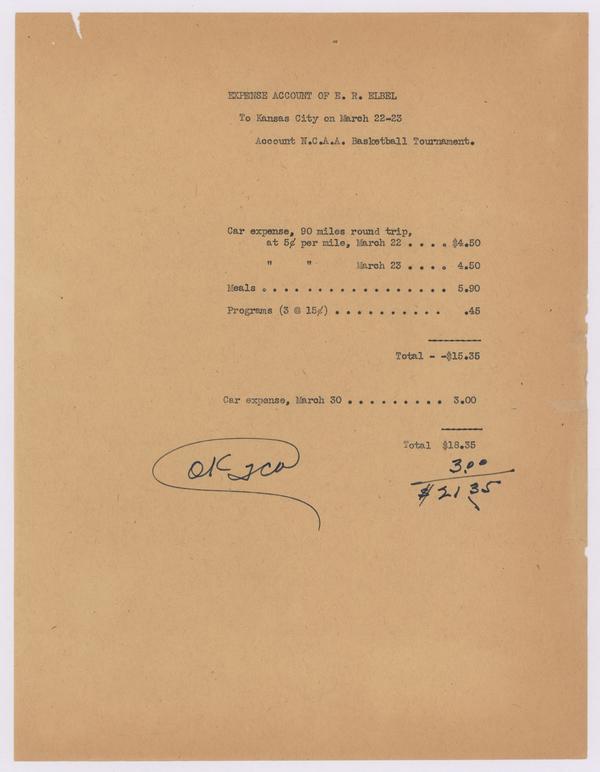 EXPENSE ACCOUNT OF E. R. ELBEL
To Kansas City on March 22-23
Account N.C.A.A. Basketball Tournament.
Car expense, 90 miles round trip,
at 5¢ per mile, March 22 . . . . $4.50
" " March 23 . . . . 4.50
Meals . . . . . . . . . . . . . . . . . 5.90
Programs (3 @ 15¢) . . . . . . . . . . .45
Total - -$15.35
Car expense, March 30 . . . . . . . . . 3.00
Total $18.35
3.00
$21.35
OK